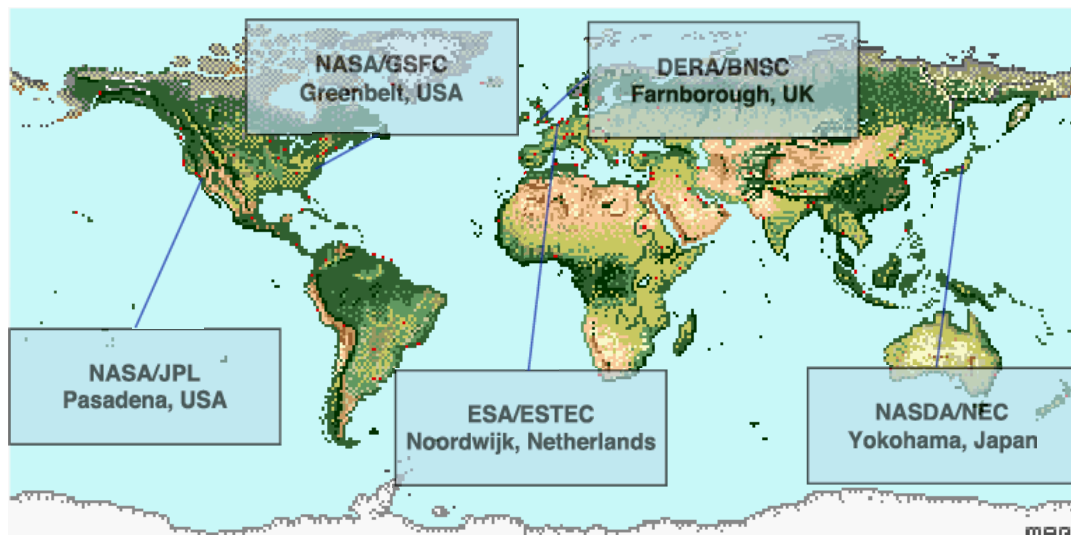 NASA/GSFC
Greenbelt, USA
DERA/BNSC
Farnborough, UK
NASA/JPL
Pasadena, USA
ESA/ESTEC
Noordwijk, Netherlands
NASDA/NEC
Yokohama, Japan